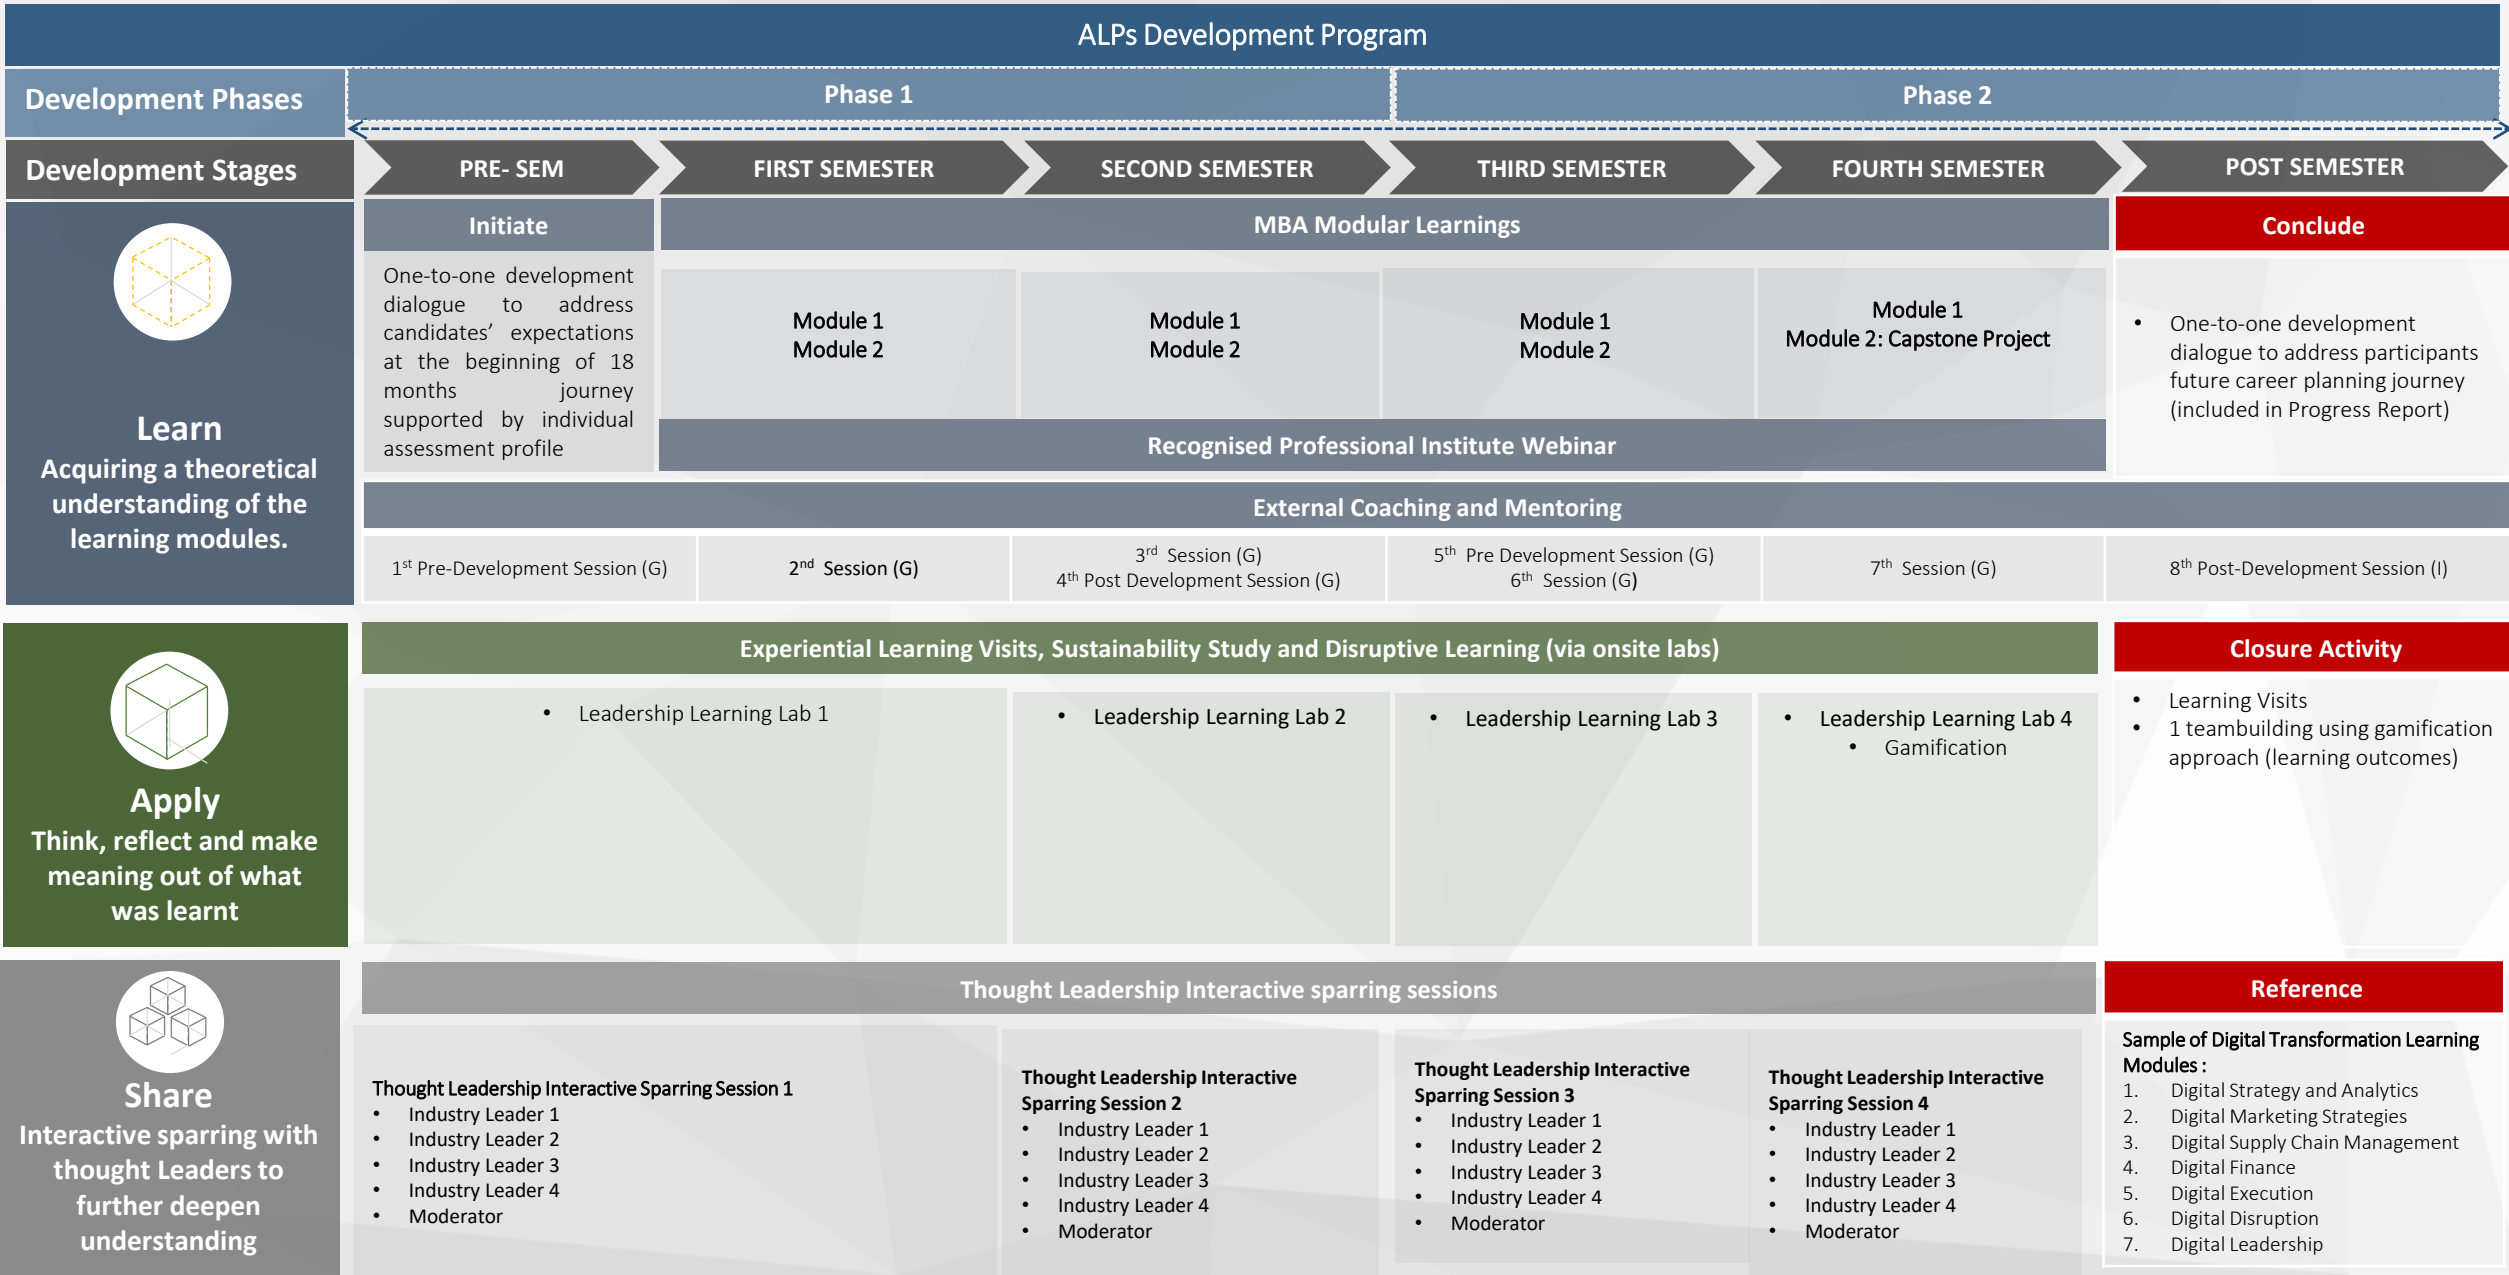 ALPs Development Program
Development Phases
Phase 1
Phase 2
Development Stages
PRE- SEM
FIRST SEMESTER
SECOND SEMESTER
THIRD SEMESTER
FOURTH SEMESTER
POST SEMESTER
Learn
Acquiring a theoretical
understanding of the
learning modules.
Initiate
One-to-one development
dialogue to address
candidates’ expectations
at the beginning of 18
months journey
supported by individual
assessment profile
MBA Modular Learnings
Module 1
Module 2
Module 1
Module 2
Module 1
Module 2
Module 1
Module 2: Capstone Project
Recognised Professional Institute Webinar
Conclude
• One-to-one development
dialogue to address participants
future career planning journey
(included in Progress Report)
External Coaching and Mentoring
1st Pre-Development Session (G)
2nd Session (G)
3rd Session (G)
4th Post Development Session (G)
5th Pre Development Session (G)
6th Session (G)
7th Session (G)
8th Post-Development Session (I)
Apply
Think, reflect and make
meaning out of what
was learnt
Experiential Learning Visits, Sustainability Study and Disruptive Learning (via onsite labs)
• Leadership Learning Lab 1
• Leadership Learning Lab 2
• Leadership Learning Lab 3
• Leadership Learning Lab 4
• Gamification
Closure Activity
• Learning Visits
• 1 teambuilding using gamification
approach (learning outcomes)
Share
Interactive sparring with
thought Leaders to
further deepen
understanding
Thought Leadership Interactive sparring sessions
Thought Leadership Interactive Sparring Session 1
• Industry Leader 1
• Industry Leader 2
• Industry Leader 3
• Industry Leader 4
• Moderator
Thought Leadership Interactive
Sparring Session 2
• Industry Leader 1
• Industry Leader 2
• Industry Leader 3
• Industry Leader 4
• Moderator
Thought Leadership Interactive
Sparring Session 3
• Industry Leader 1
• Industry Leader 2
• Industry Leader 3
• Industry Leader 4
• Moderator
Thought Leadership Interactive
Sparring Session 4
• Industry Leader 1
• Industry Leader 2
• Industry Leader 3
• Industry Leader 4
• Moderator
Reference
Sample of Digital Transformation Learning
Modules :
1. Digital Strategy and Analytics
2. Digital Marketing Strategies
3. Digital Supply Chain Management
4. Digital Finance
5. Digital Execution
6. Digital Disruption
7. Digital Leadership